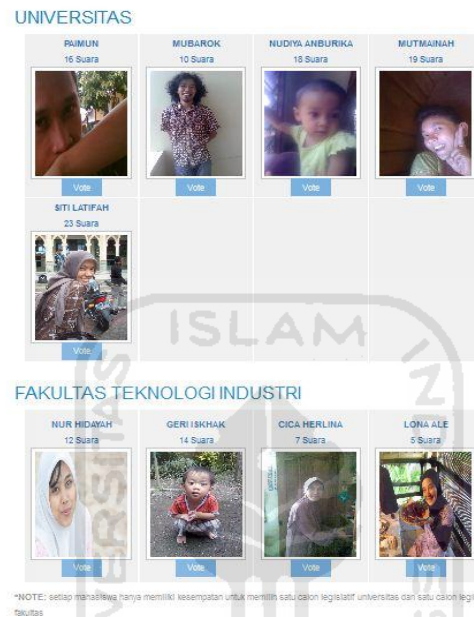 UNIVERSITAS
PAIMUN MUBAROK NUDIYA ANBURIKA MUTMAINAH
16 Suara 10 Suara 18 Suara 19 Suara
Vote Vote Vote Vote
SITI LATIFAH
23 Suara
Vote
ISLAM
FAKULTAS TEKNOLOGI INDUSTRI
NUR HIDAYAH GERI ISKHAK CICA HERLINA LONA ALE
12 Suara 14 Suara 7 Suara 5 Suara
Vote Vote Vote Vote
*NOTE: setiap mahasiswa hanya memiliki kesempatan untuk memilih satu calon legislatif universitas dan satu calon legi
fakultas